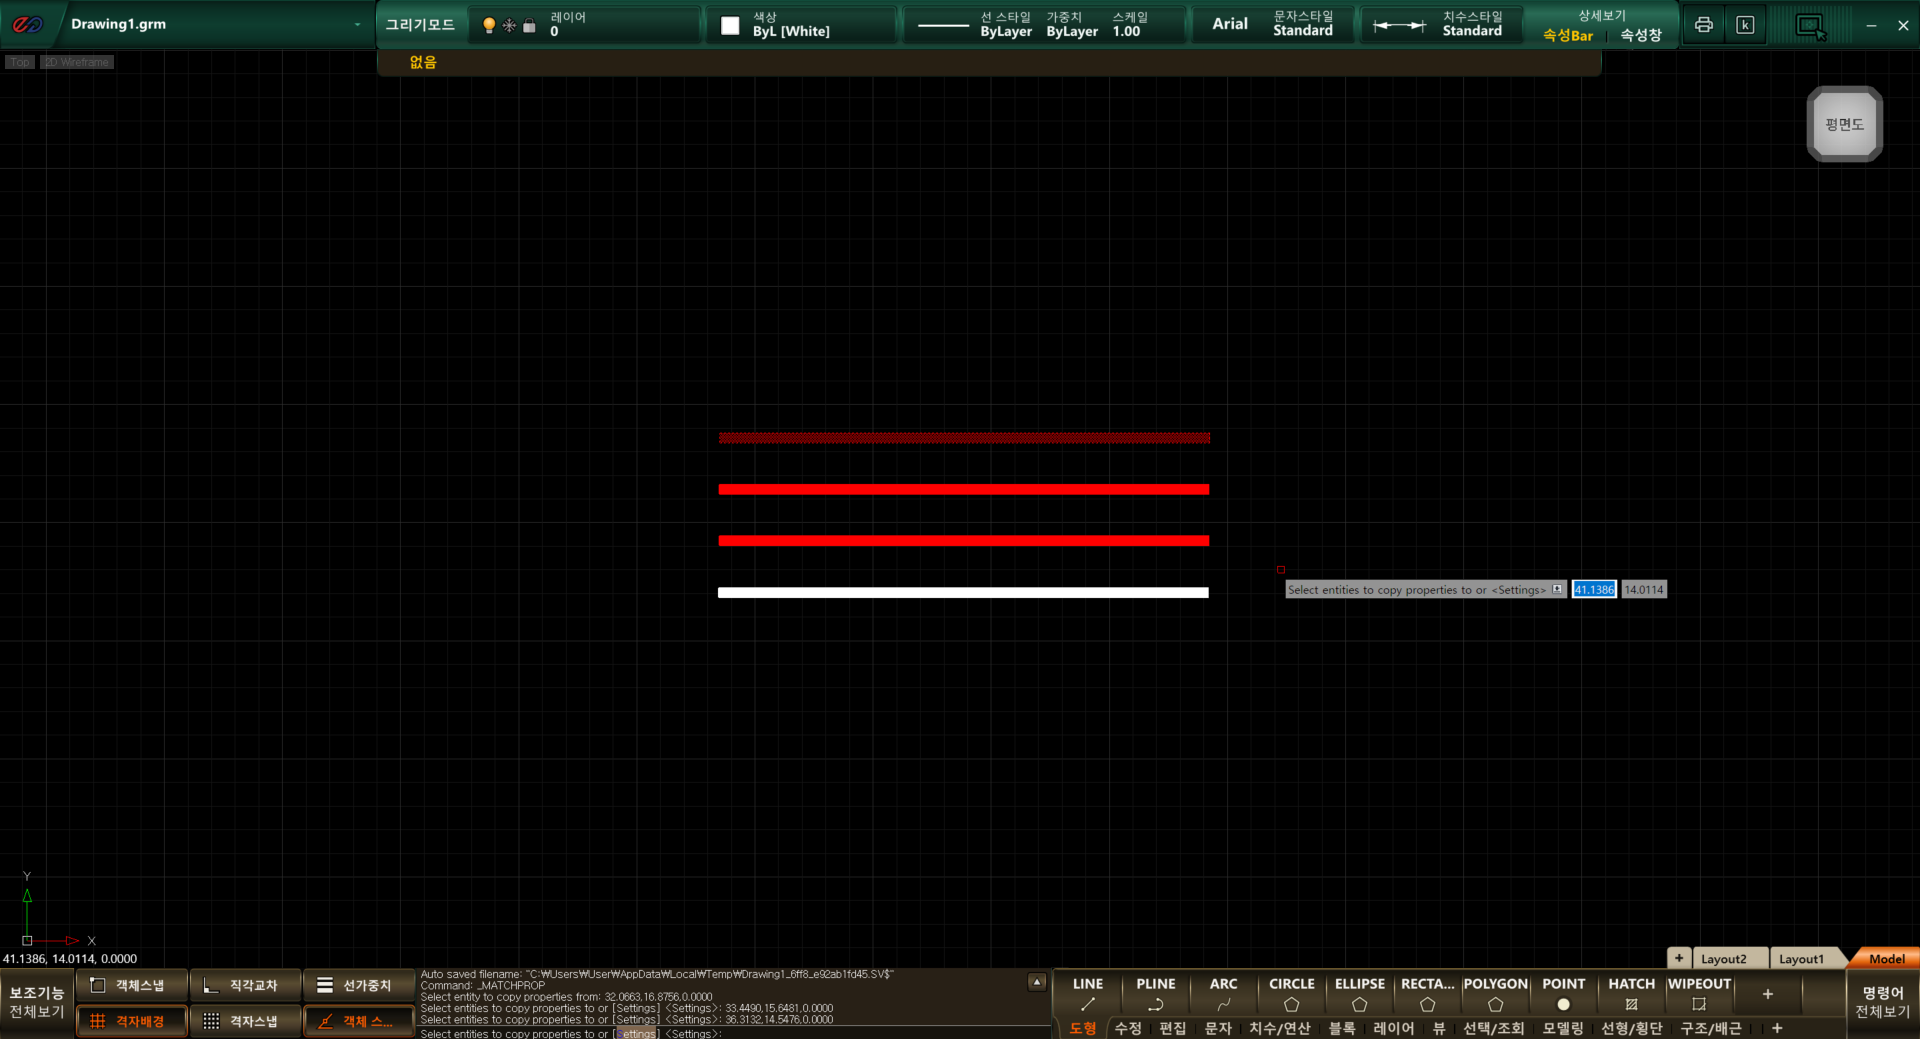 Drawing1.grm
그리기모드
레이어
0
색상
ByL [White]
선 스타일 가중치 스케일
ByLayer ByLayer 1.00
Arial
문자스타일
Standard
치수스타일
Standard
상세보기
속성Bar 속성창
k
Top 2D Wireframe
없음
평면도
Select entities to copy properties to or <Settings> 41.1386 14.0114
Y
X
41.1386, 14.0114, 0.0000
+ Layout2 Layout1 Model
보조기능
전체보기
객체스냅 직각교차 선가중치
격자배경 격자스냅 객체 스...
Auto saved filename: "C:₩Users₩User₩AppData₩Local₩Temp₩Drawing1_6ff8_e92ab1fd45.SV$"
Command: _MATCHPROP
Select entity to copy properties from: 32.0663,16.8756,0.0000
Select entities to copy properties to or [Settings] <Settings>: 33.4490,15.6481,0.0000
Select entities to copy properties to or [Settings] <Settings>: 36.3132,14.5476,0.0000
Select entities to copy properties to or [Settings] <Settings>:
LINE PLINE ARC CIRCLE ELLIPSE RECTA... POLYGON POINT HATCH WIPEOUT +
도형 수정 편집 문자 치수/연산 블록 레이어 뷰 선택/조회 모델링 선형/횡단 구조/배근 +
명령어
전체보기